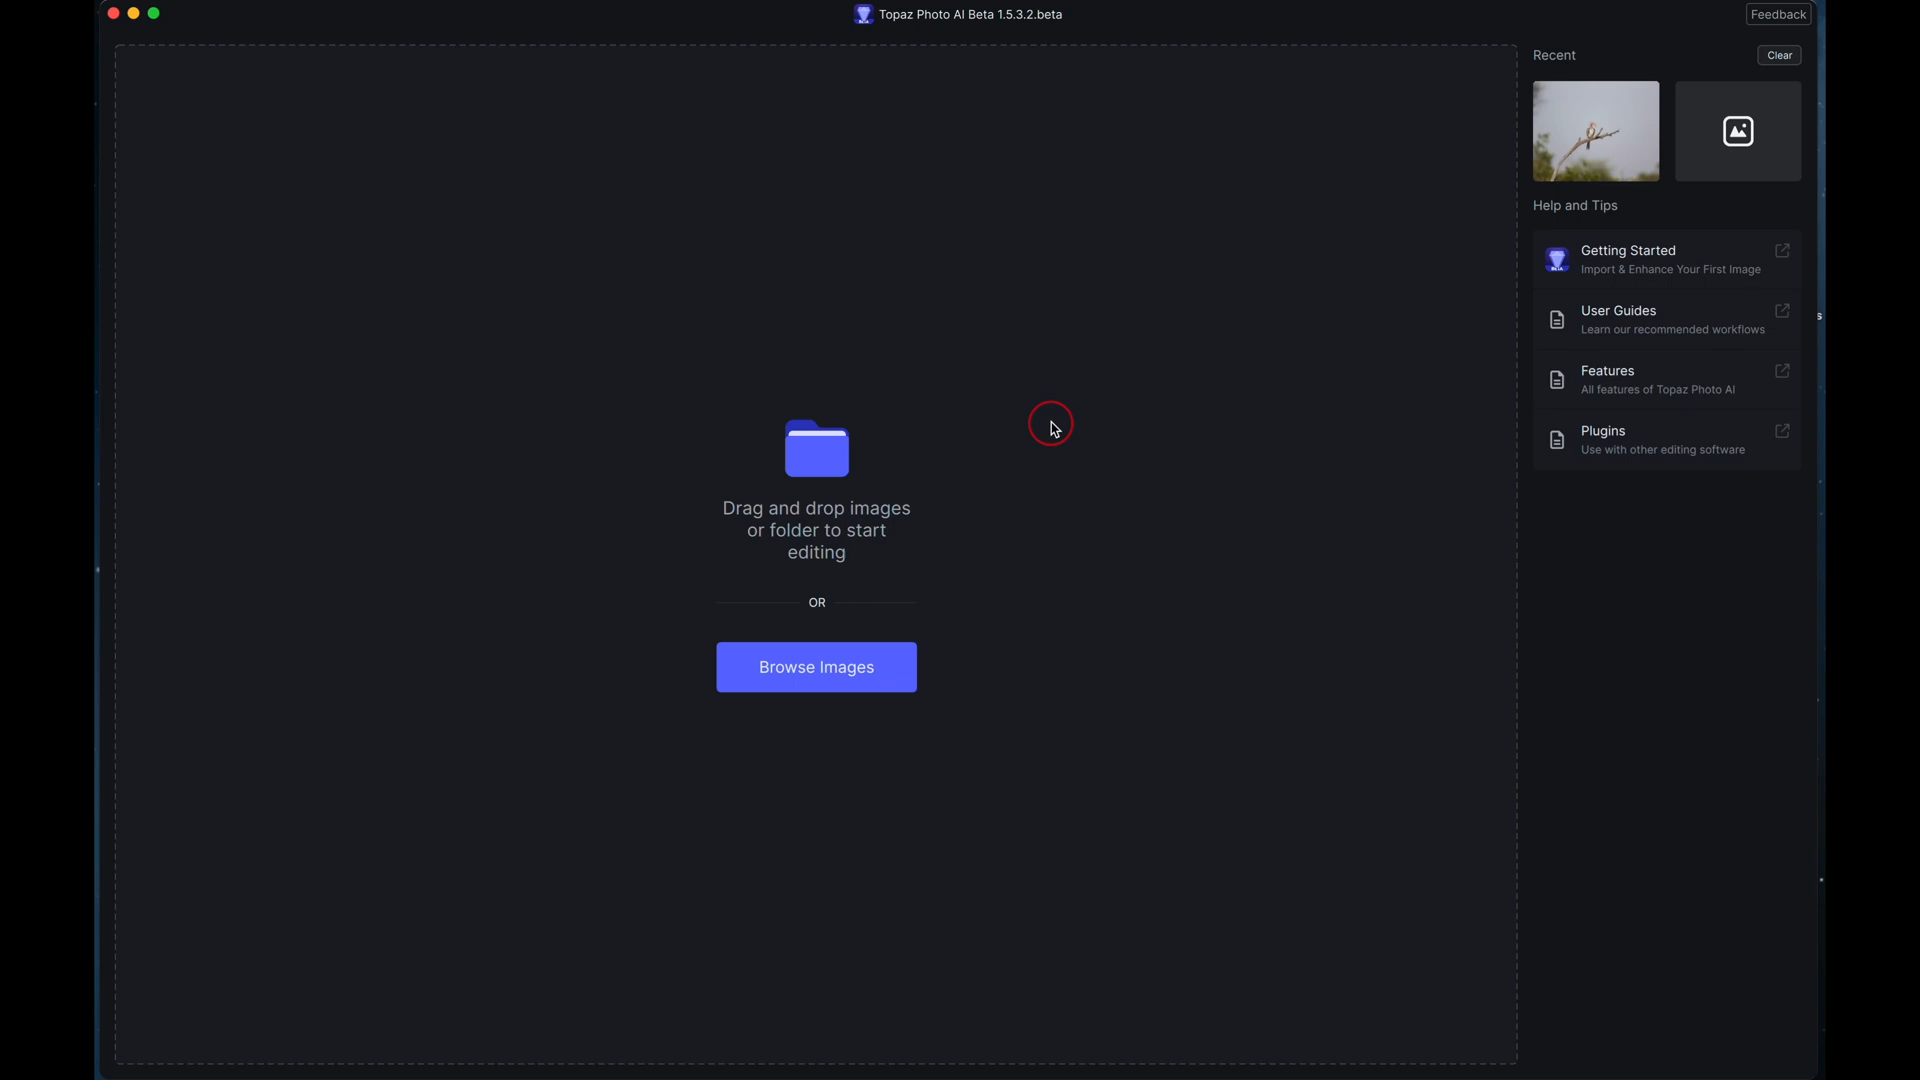 Topaz Photo AI Beta 1.5.3.2.beta
Feedback
Recent
Clear
Help and Tips
Getting Started
Import & Enhance Your First Image
User Guides
Learn our recommended workflows
Features
All features of Topaz Photo AI
Plugins
Use with other editing software
Drag and drop images
or folder to start
editing
OR
Browse Images